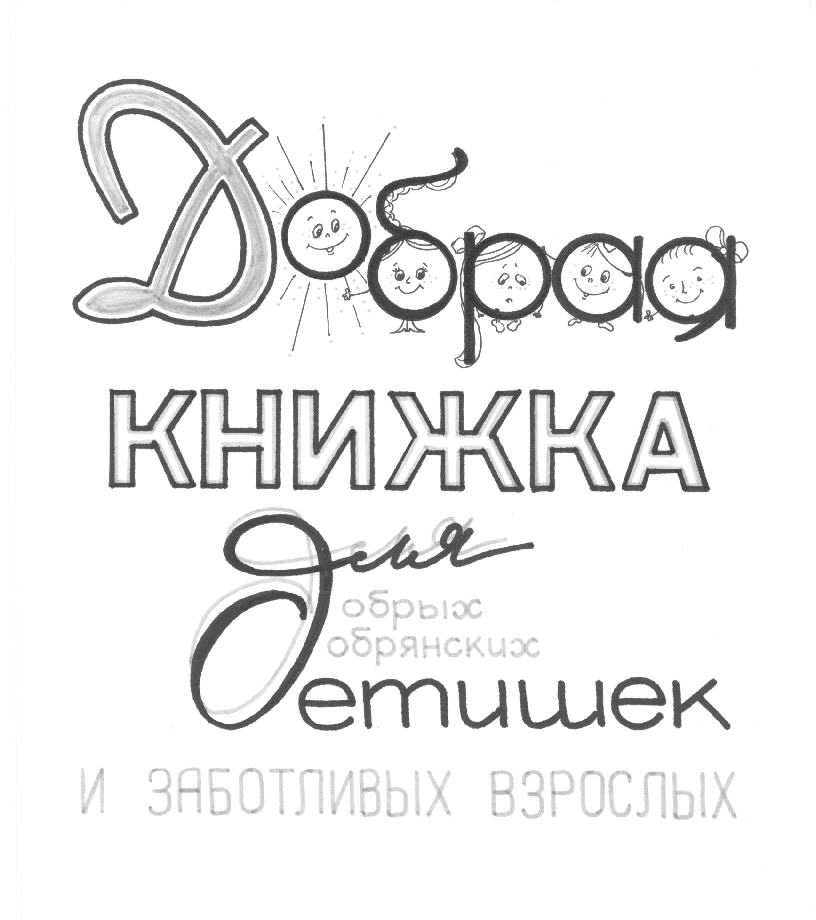 Добрая
КНИЖКА
для
добрых
добрянских
детишек
И ЗАБОТЛИВЫХ ВЗРОСЛЫХ